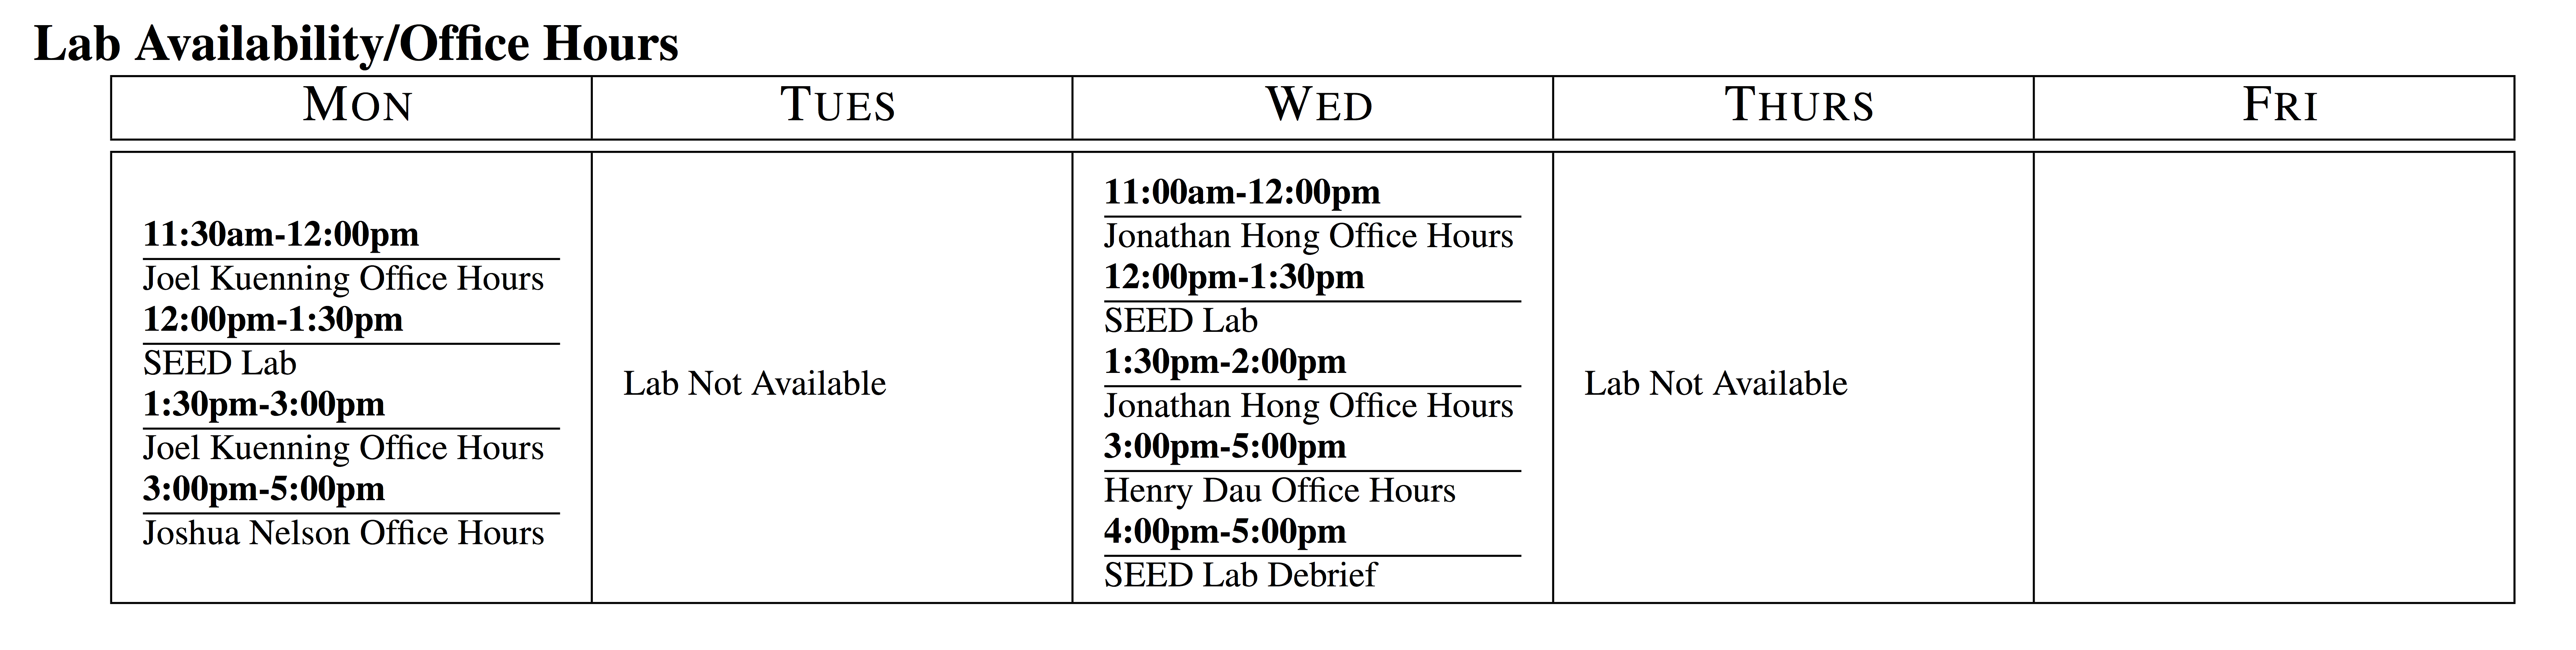 Lab Availability/Office Hours
MON
TUES
WED
THURS
FRI
11:30am-12:00pm
Joel Kuenning Office Hours
12:00pm-1:30pm
SEED Lab
1:30pm-3:00pm
Joel Kuenning Office Hours
3:00pm-5:00pm
Joshua Nelson Office Hours
Lab Not Available
11:00am-12:00pm
Jonathan Hong Office Hours
12:00pm-1:30pm
SEED Lab
1:30pm-2:00pm
Jonathan Hong Office Hours
3:00pm-5:00pm
Henry Dau Office Hours
4:00pm-5:00pm
SEED Lab Debrief
Lab Not Available